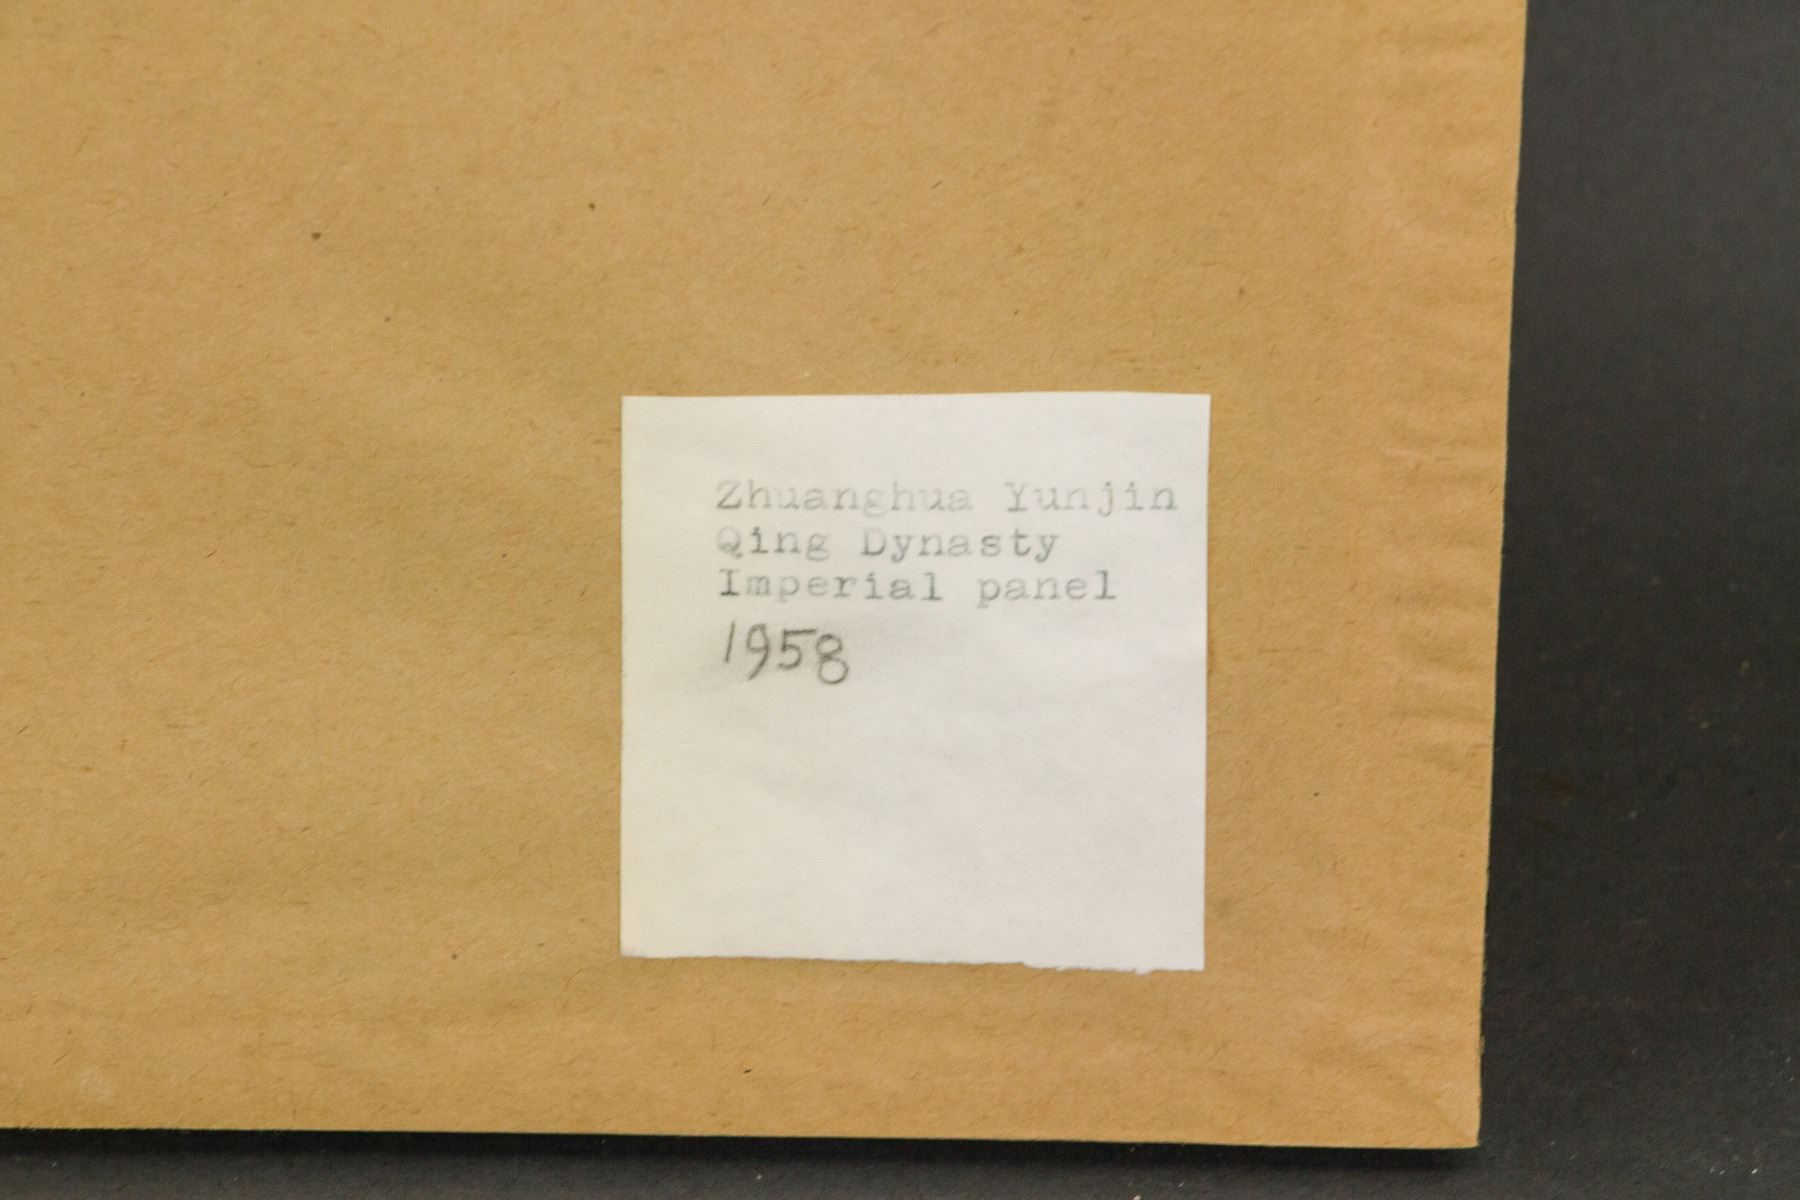 Zhuanghua Yunjin
Qing Dynasty
Imperial panel
1958